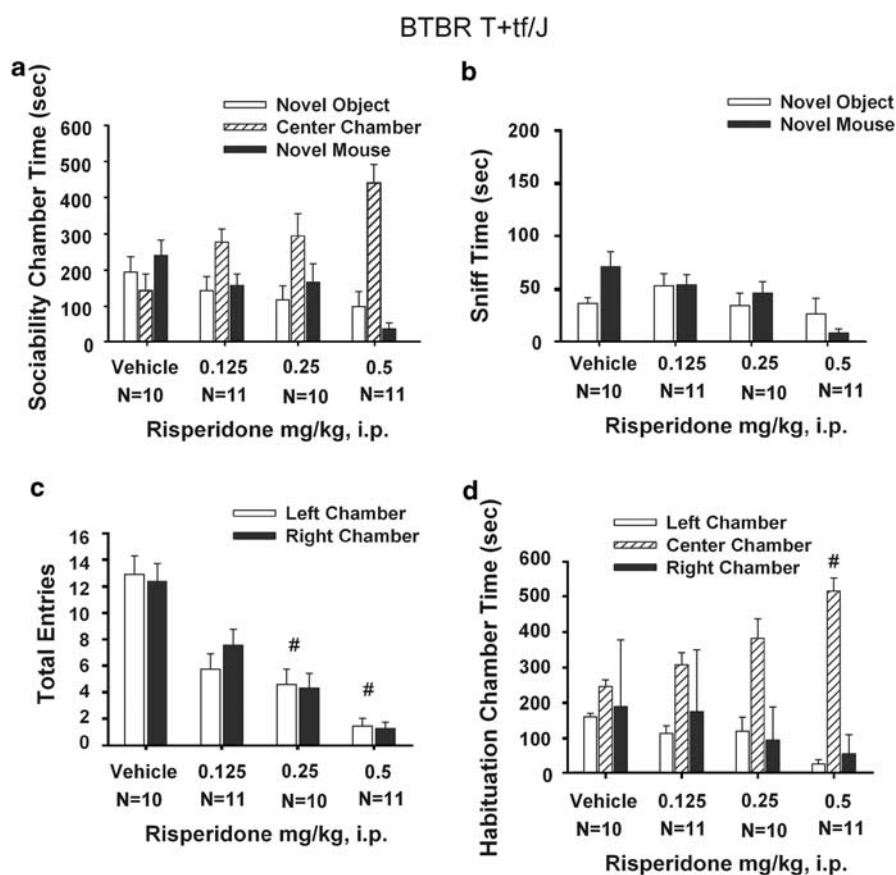 BTBR T+tf/J
a
Novel Object
Center Chamber
Novel Mouse
Sociability Chamber Time (sec)
600
500
400
300
200
100
0
Vehicle 0.125 0.25 0.5
N=10 N=11 N=10 N=11
Risperidone mg/kg, i.p.
b
Novel Object
Novel Mouse
Sniff Time (sec)
200
150
100
50
0
Vehicle 0.125 0.25 0.5
N=10 N=11 N=10 N=11
Risperidone mg/kg, i.p.
c
Left Chamber
Right Chamber
Total Entries
16
14
12
10
8
6
4
2
0
# #
Vehicle 0.125 0.25 0.5
N=10 N=11 N=10 N=11
Risperidone mg/kg, i.p.
d
Left Chamber
Center Chamber
Right Chamber
Habituation Chamber Time (sec)
600
500
400
300
200
100
0
#
Vehicle 0.125 0.25 0.5
N=10 N=11 N=10 N=11
Risperidone mg/kg, i.p.